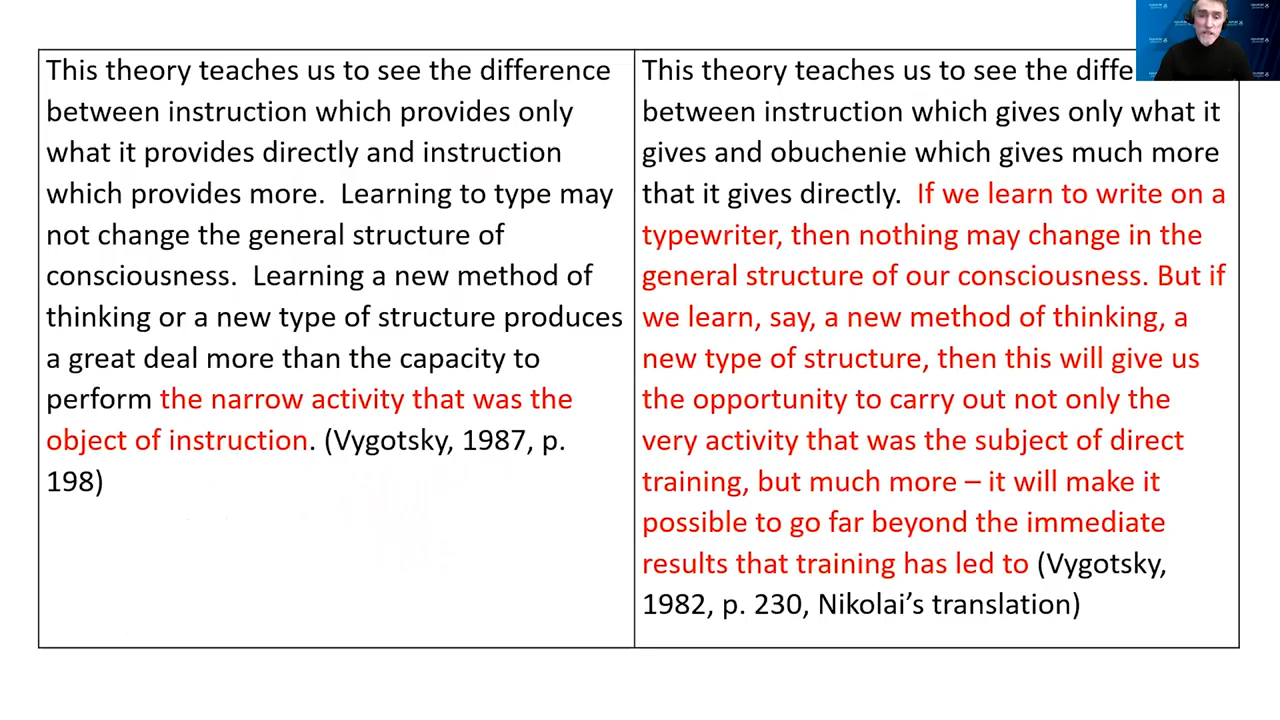 This theory teaches us to see the difference
between instruction which provides only
what it provides directly and instruction
which provides more.  Learning to type may
not change the general structure of
consciousness.  Learning a new method of
thinking or a new type of structure produces
a great deal more than the capacity to
perform the narrow activity that was the
object of instruction. (Vygotsky, 1987, p.
198)
This theory teaches us to see the diffe
between instruction which gives only what it
gives and obuchenie which gives much more
that it gives directly.  If we learn to write on a
typewriter, then nothing may change in the
general structure of our consciousness. But if
we learn, say, a new method of thinking, a
new type of structure, then this will give us
the opportunity to carry out not only the
very activity that was the subject of direct
training, but much more – it will make it
possible to go far beyond the immediate
results that training has led to (Vygotsky,
1982, p. 230, Nikolai’s translation)